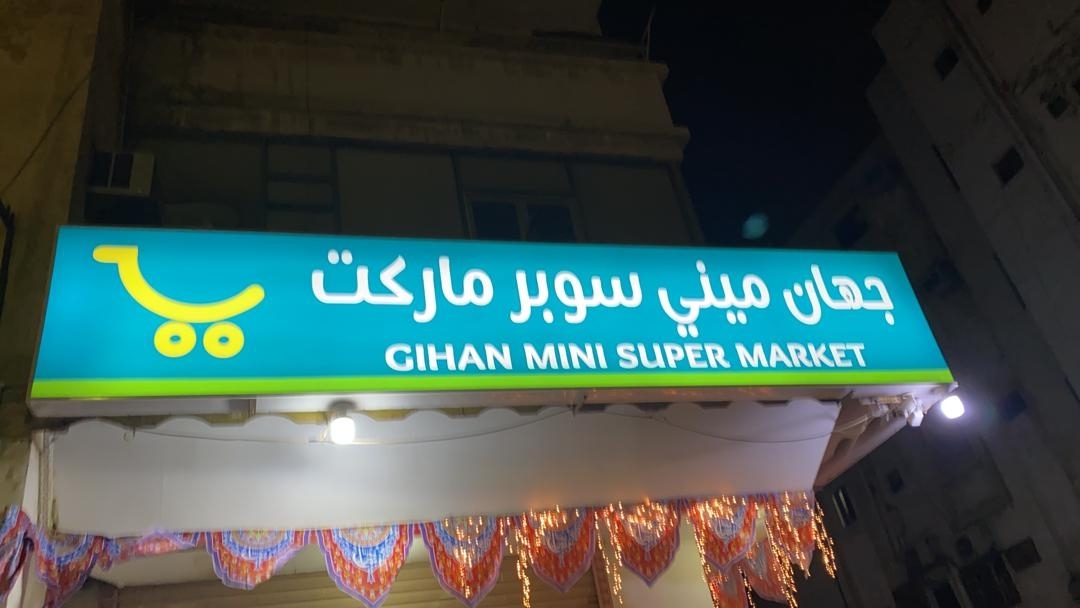 جهان ميني سوبر ماركت
GIHAN MINI SUPER MARKET